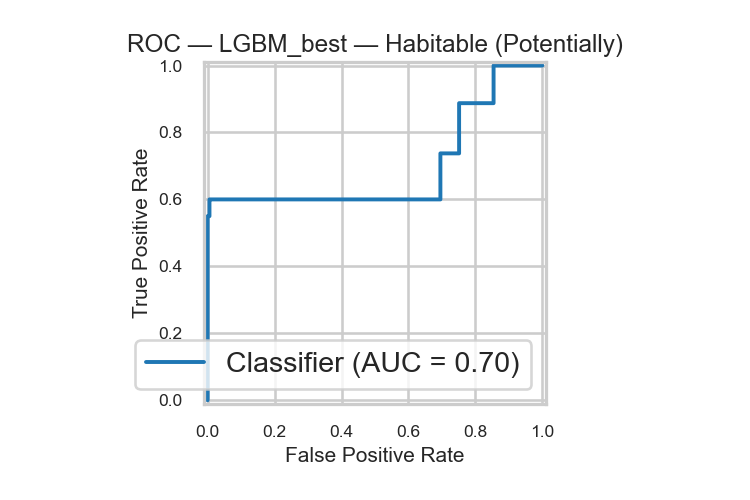 ROC — LGBM_best — Habitable (Potentially)
1.0
0.8
0.6
0.4
0.2
0.0
True Positive Rate
Classifier (AUC = 0.70)
0.0 0.2 0.4 0.6 0.8 1.0
False Positive Rate